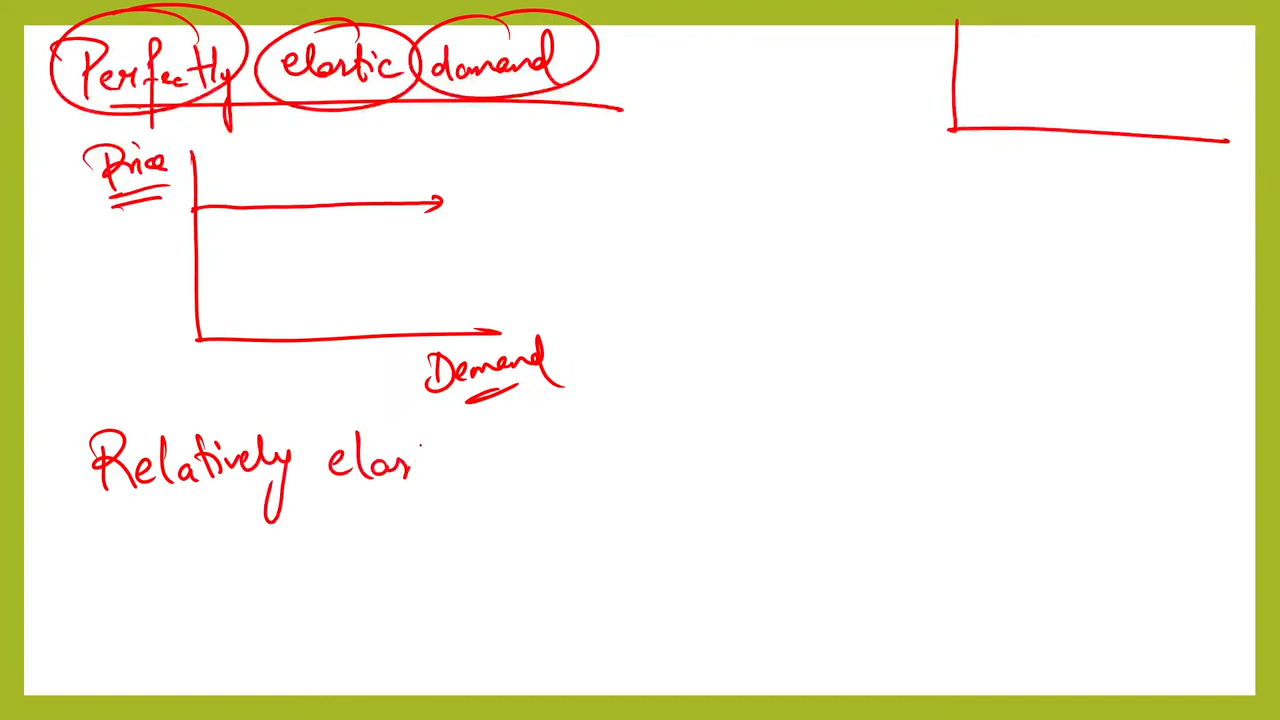 Perfectly elastic demand
Price
Demand
Relatively elas